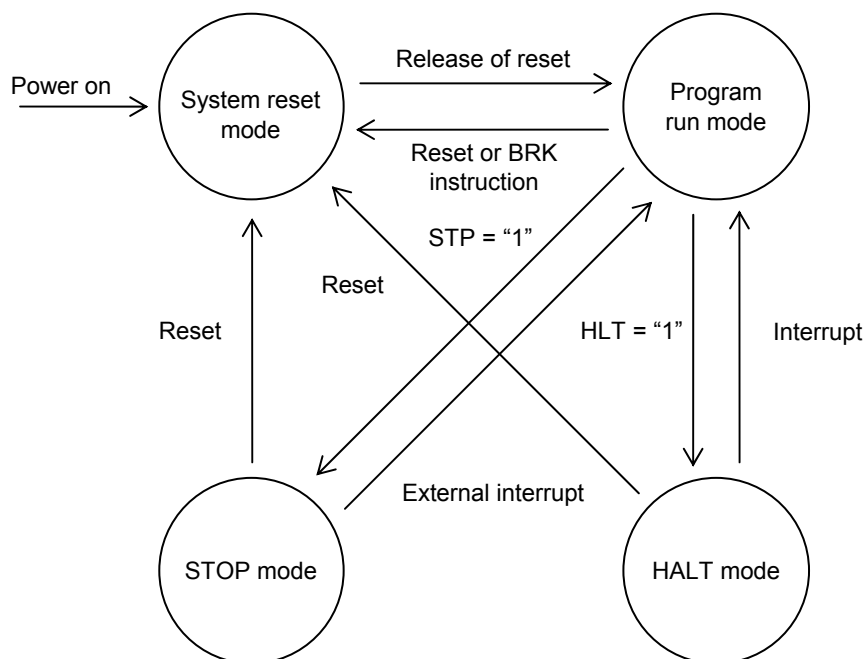 Power on
System reset
mode
Release of reset
Reset or BRK
instruction
Program
run mode
STP = “1”
Reset
Reset
HLT = “1”
Interrupt
External interrupt
STOP mode
HALT mode